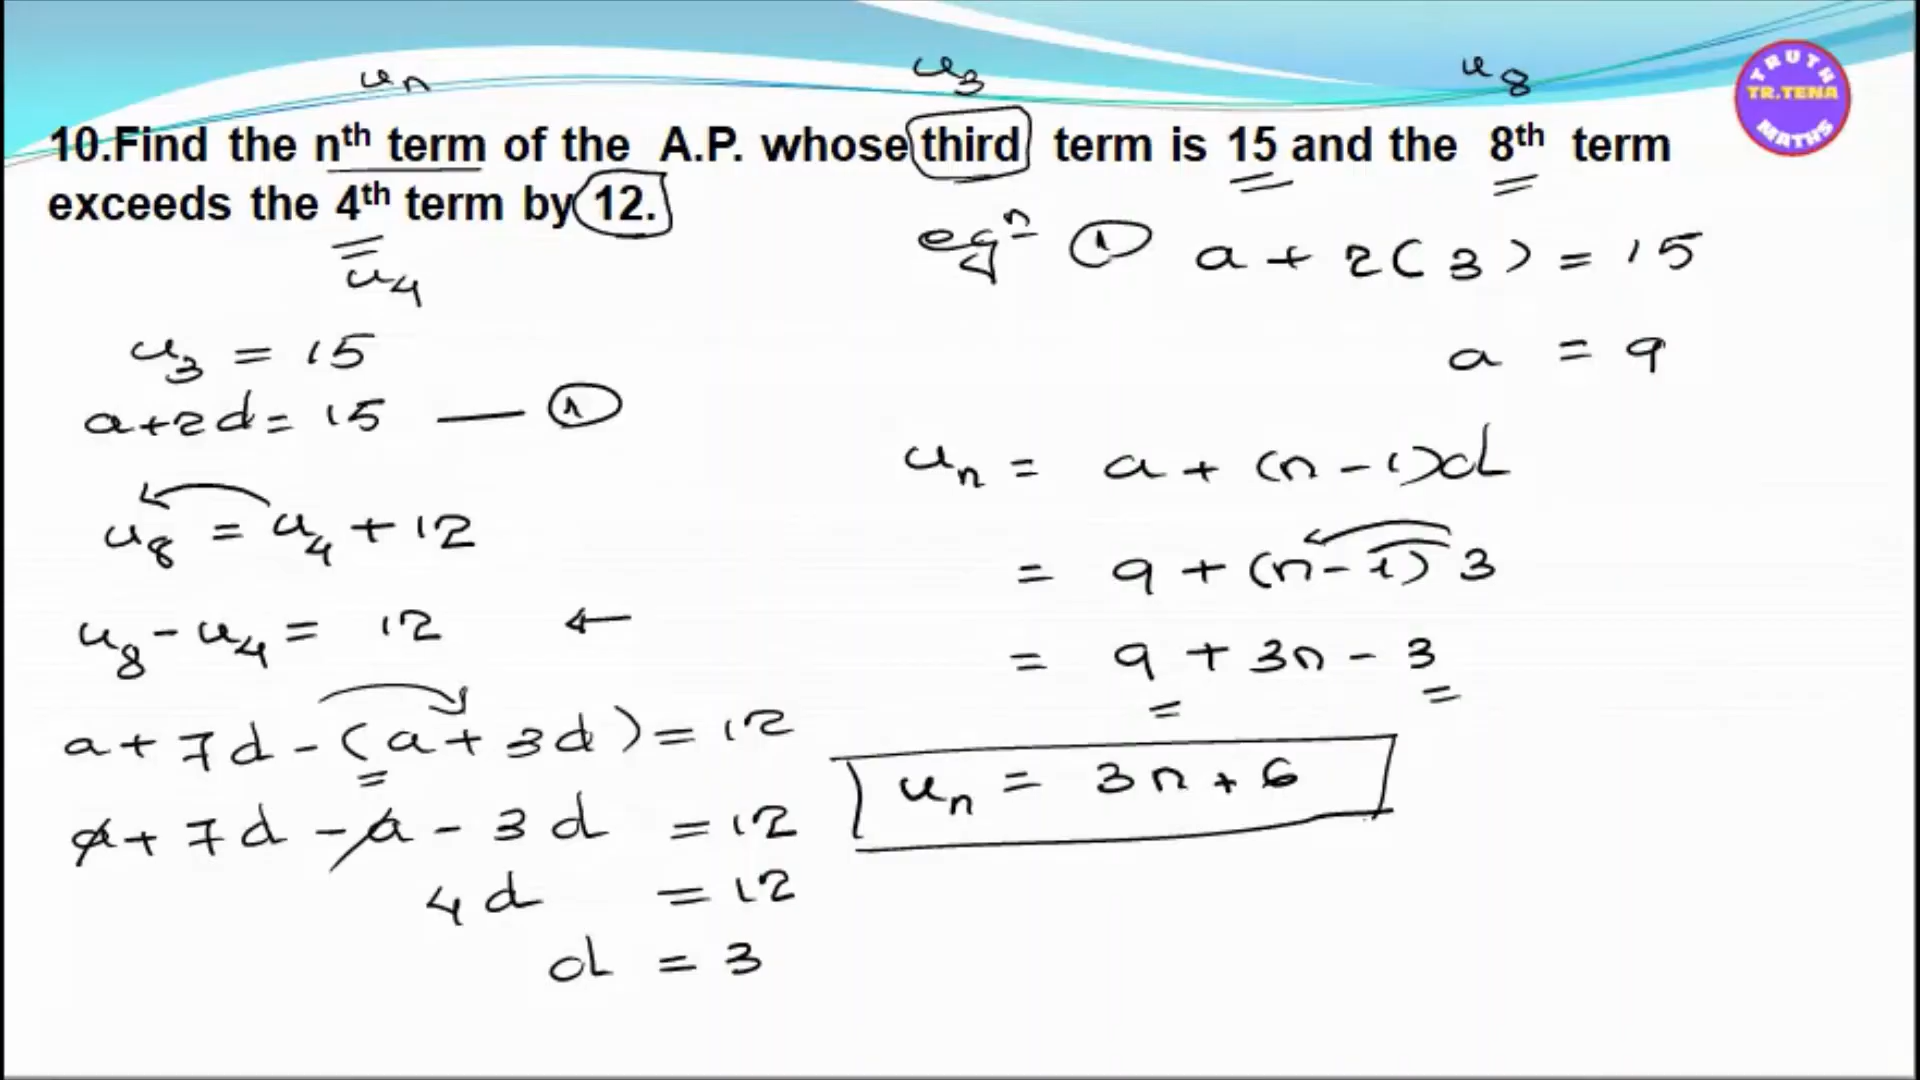 uₙ u₃ u₈
TRUTH
TR.TENA
MATHS
10.Find the nᵗʰ term of the A.P. whose third term is 15 and the 8ᵗʰ term
exceeds the 4ᵗʰ term by 12.
u₄
u₃ = 15
a+2d = 15 — ①
u₈ = u₄ + 12
u₈ - u₄ = 12 ←
a + 7d - (a + 3d) = 12
a + 7d - a - 3d = 12
4d = 12
d = 3
eqⁿ ① a + 2(3) = 15
a = 9
uₙ = a + (n - 1)d
= 9 + (n - 1) 3
= 9 + 3n - 3
uₙ = 3n + 6